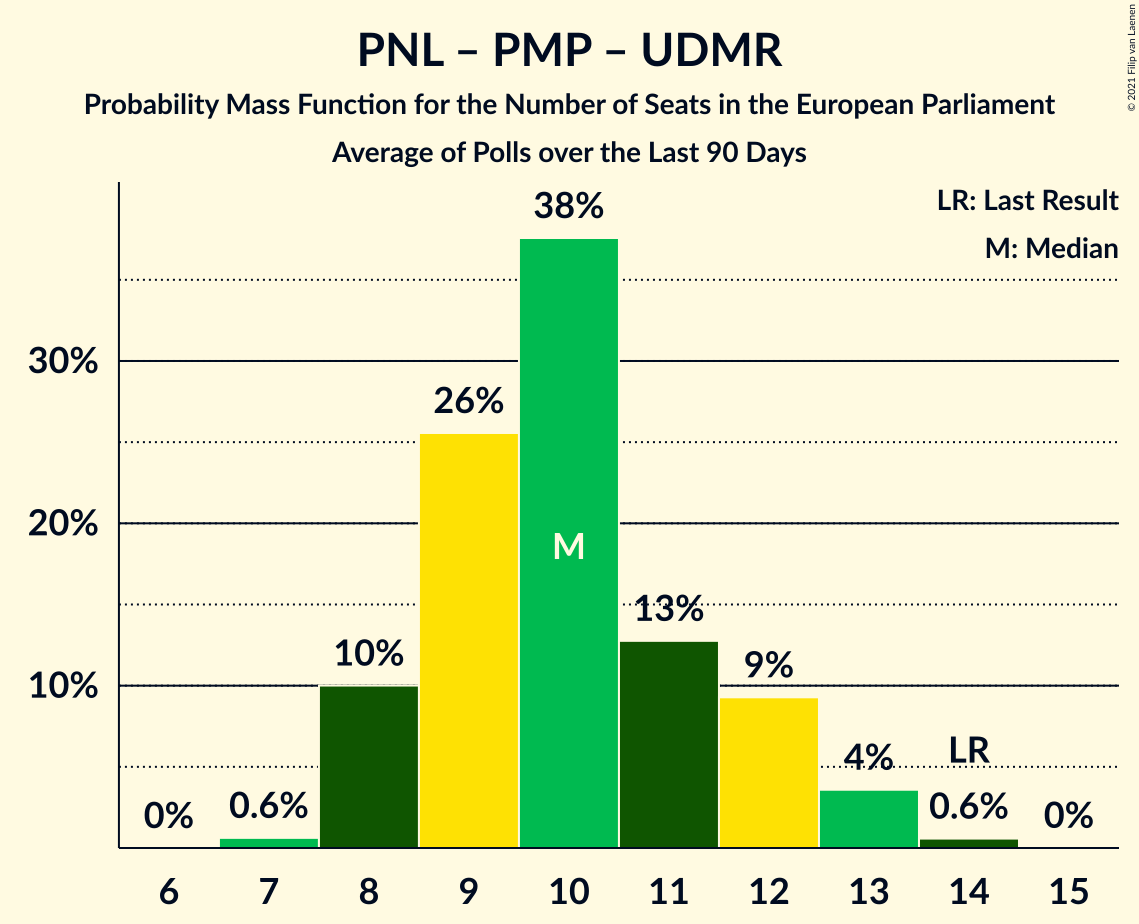 PNL – PMP – UDMR
Probability Mass Function for the Number of Seats in the European Parliament
Average of Polls over the Last 90 Days
© 2021 Filip van Laenen
LR: Last Result
M: Median
30%
20%
10%
0%
0.6%
10%
26%
38%
M
13%
9%
4%
LR
0.6%
0%
6 7 8 9 10 11 12 13 14 15